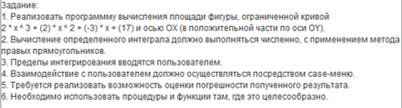 Задание:
1. Реализовать программму вычисления площади фигуры, ограниченной кривой
2 * x ^ 3 + (2) * x ^ 2 + (-3) * x + (17) и осью OX (в положительной части по оси OY).
2. Вычисление определенного интеграла должно выполняться численно, с применением метода
правых прямоугольников.
3. Пределы интегрирования вводятся пользователем.
4. Взаимодействие с пользователем должно осуществляться посредством case-меню.
5. Требуется реализовать возможность оценки погрешности полученного результата.
6. Необходимо использовать процедуры и функции там, где это целесообразно.